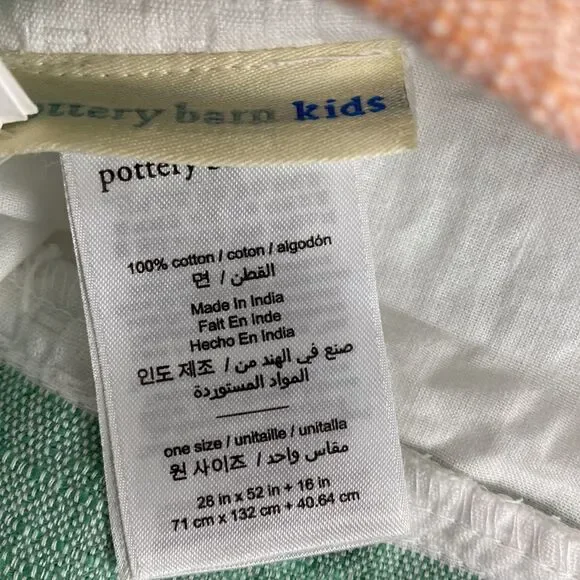 ttery barn kids
pottery
100% cotton / coton / algodón
면 / القطن
Made In India
Fait En Inde
Hecho En India
인도 제조 / صنع في الهند من
المواد المستوردة
one size / unitaille / unitalla
원 사이즈 / مقاس واحد
28 in x 52 in + 16 in
71 cm x 132 cm + 40.64 cm